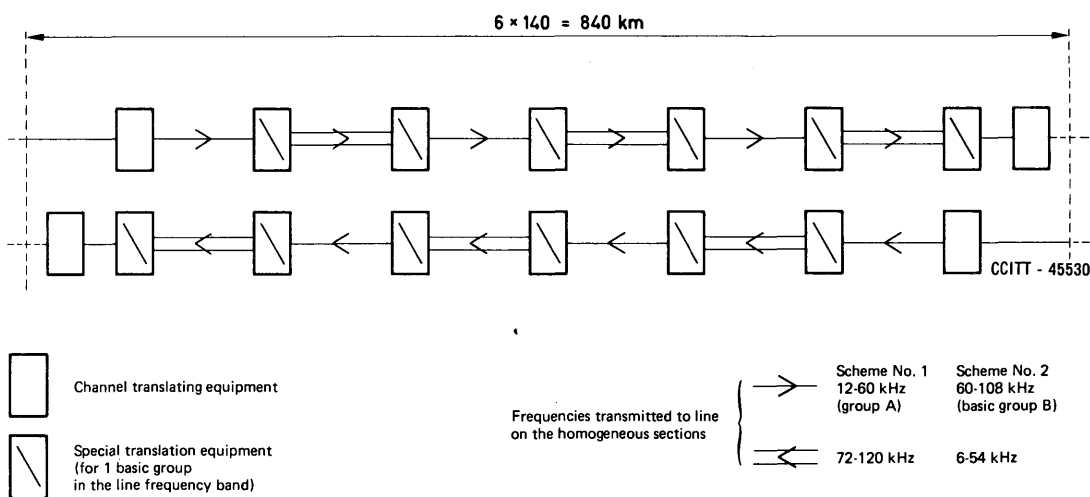 6 × 140 = 840 km
CCITT - 45530
Channel translating equipment
Special translation equipment
(for 1 basic group
in the line frequency band)
Frequencies transmitted to line
on the homogeneous sections
Scheme No. 1
12-60 kHz
(group A)
Scheme No. 2
60-108 kHz
(basic group B)
72-120 kHz
6-54 kHz